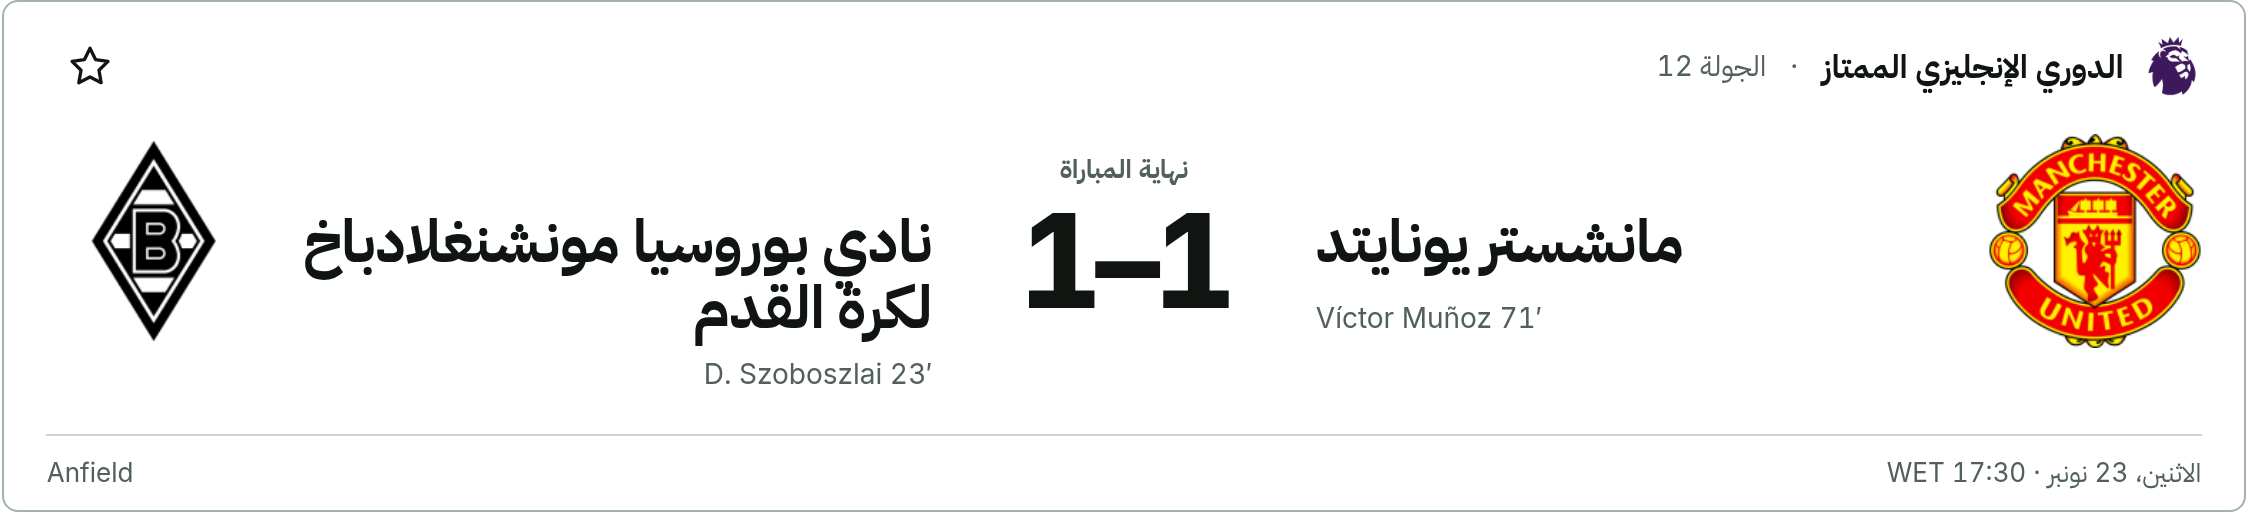 الدوري الإنجليزي الممتاز · الجولة 12
MANCHESTER UNITED
مانشستر يونايتد
Víctor Muñoz 71′
نهاية المباراة
1–1
نادي بوروسيا مونشنغلادباخ
لكرة القدم
D. Szoboszlai 23′
B
الاثنين، 23 نونبر · 17:30 WET
Anfield